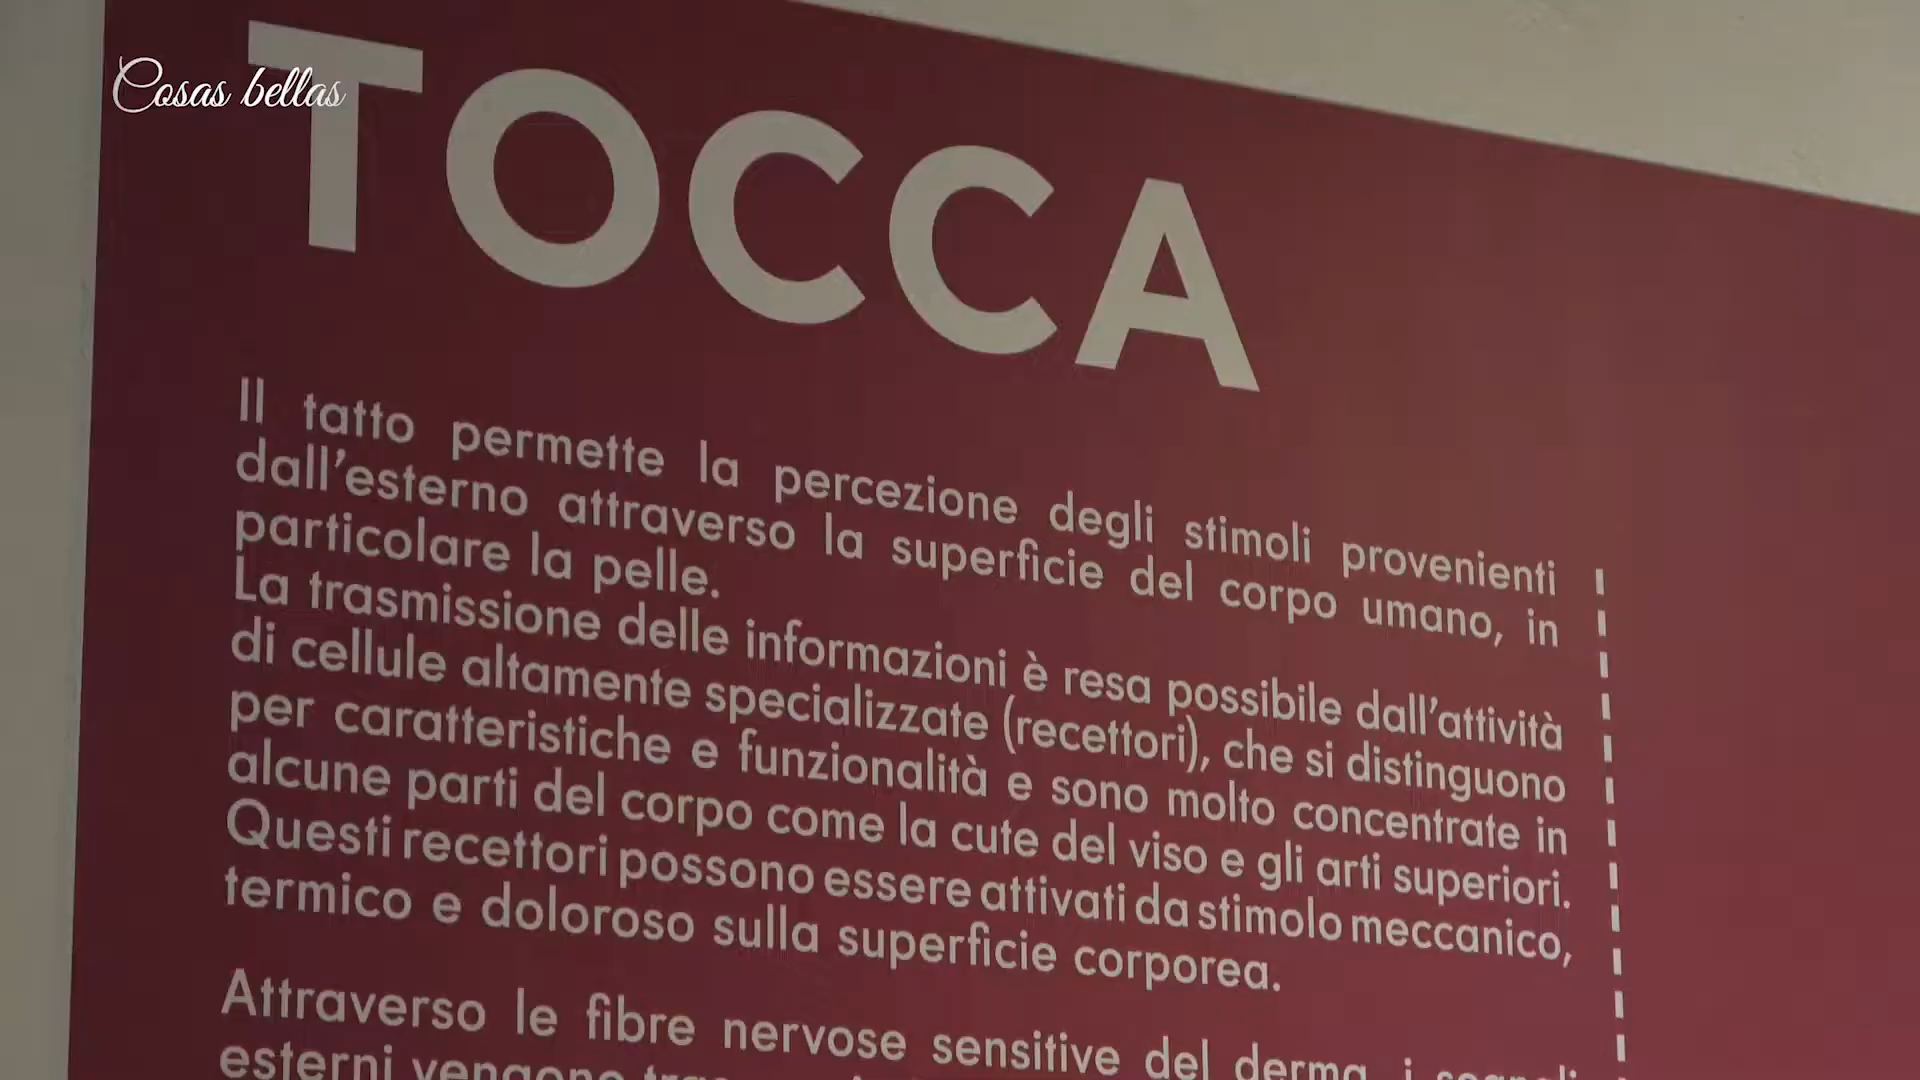 Cosas bellas
TOCCA
Il tatto permette la percezione degli stimoli provenienti
dall'esterno attraverso la superficie del corpo umano, in
particolare la pelle.
La trasmissione delle informazioni è resa possibile dall'attività
di cellule altamente specializzate (recettori), che si distinguono
per caratteristiche e funzionalità e sono molto concentrate in
alcune parti del corpo come la cute del viso e gli arti superiori.
Questi recettori possono essere attivati da stimolo meccanico,
termico e doloroso sulla superficie corporea.
Attraverso le fibre nervose sensitive del derma, i segnali
esterni vengono